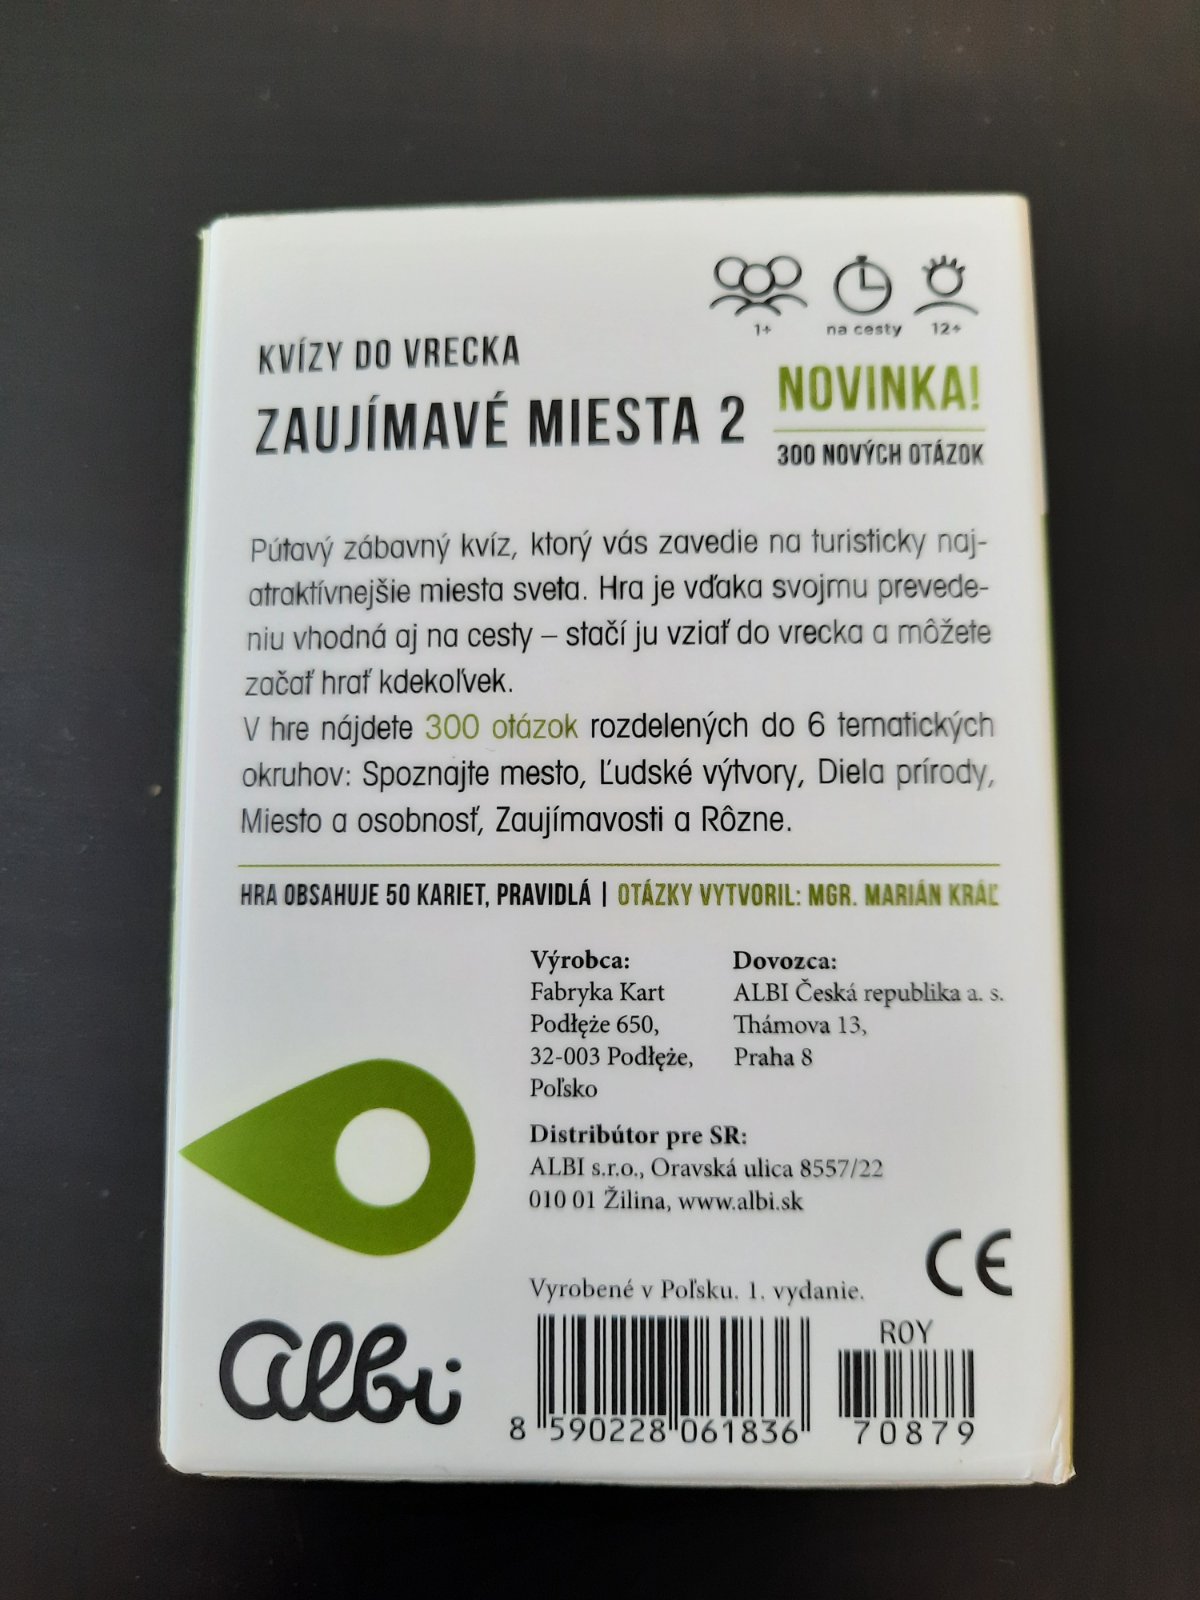 1+
na cesty
12+
KVÍZY DO VRECKA
ZAUJÍMAVÉ MIESTA 2
NOVINKA!
300 NOVÝCH OTÁZOK
Pútavý zábavný kvíz, ktorý vás zavedie na turisticky naj-
atraktívnejšie miesta sveta. Hra je vďaka svojmu prevede-
niu vhodná aj na cesty – stačí ju vziať do vrecka a môžete
začať hrať kdekoľvek.
V hre nájdete 300 otázok rozdelených do 6 tematických
okruhov: Spoznajte mesto, Ľudské výtvory, Diela prírody,
Miesto a osobnosť, Zaujímavosti a Rôzne.
HRA OBSAHUJE 50 KARIET, PRAVIDLÁ | OTÁZKY VYTVORIL: MGR. MARIÁN KRÁĽ
Výrobca:
Fabryka Kart
Podłęże 650,
32-003 Podłęże,
Poľsko
Dovozca:
ALBI Česká republika a. s.
Thámova 13,
Praha 8
Distribútor pre SR:
ALBI s.r.o., Oravská ulica 8557/22
010 01 Žilina, www.albi.sk
CE
Vyrobené v Poľsku. 1. vydanie.
albi
8 590228 061836
ROY
70879